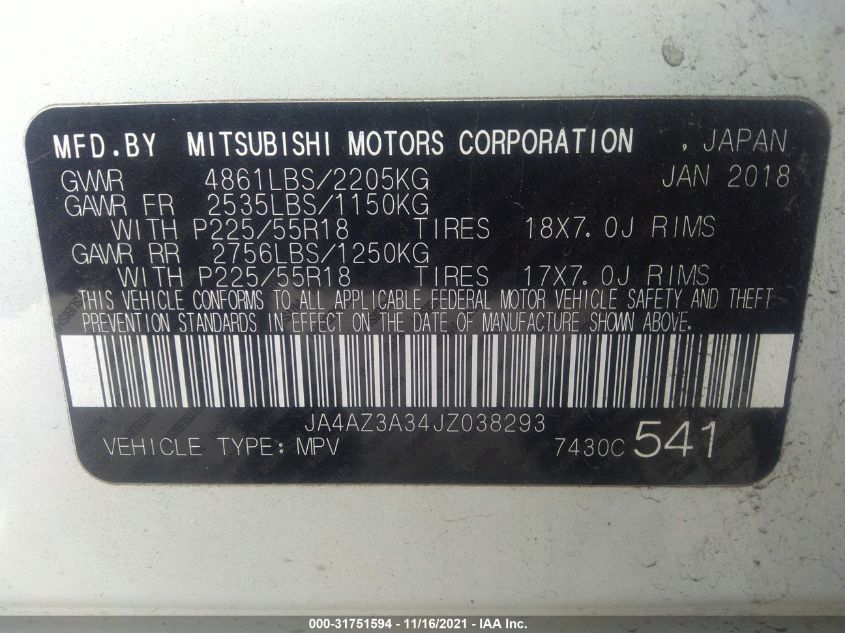 MFD.BY MITSUBISHI MOTORS CORPORATION , JAPAN
GVWR 4861LBS/2205KG JAN 2018
GAWR FR 2535LBS/1150KG
WITH P225/55R18 TIRES 18X7.0J RIMS
GAWR RR 2756LBS/1250KG
WITH P225/55R18 TIRES 17X7.0J RIMS
THIS VEHICLE CONFORMS TO ALL APPLICABLE FEDERAL MOTOR VEHICLE SAFETY AND THEFT
PREVENTION STANDARDS IN EFFECT ON THE DATE OF MANUFACTURE SHOWN ABOVE.
JA4AZ3A34JZ038293
VEHICLE TYPE: MPV 7430C 541
000-31751594 - 11/16/2021 - IAA Inc.